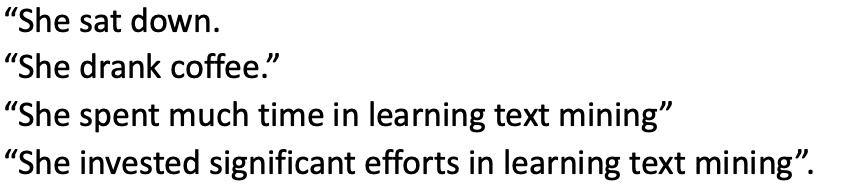 “She sat down.
“She drank coffee.”
“She spent much time in learning text mining”
“She invested significant efforts in learning text mining”.